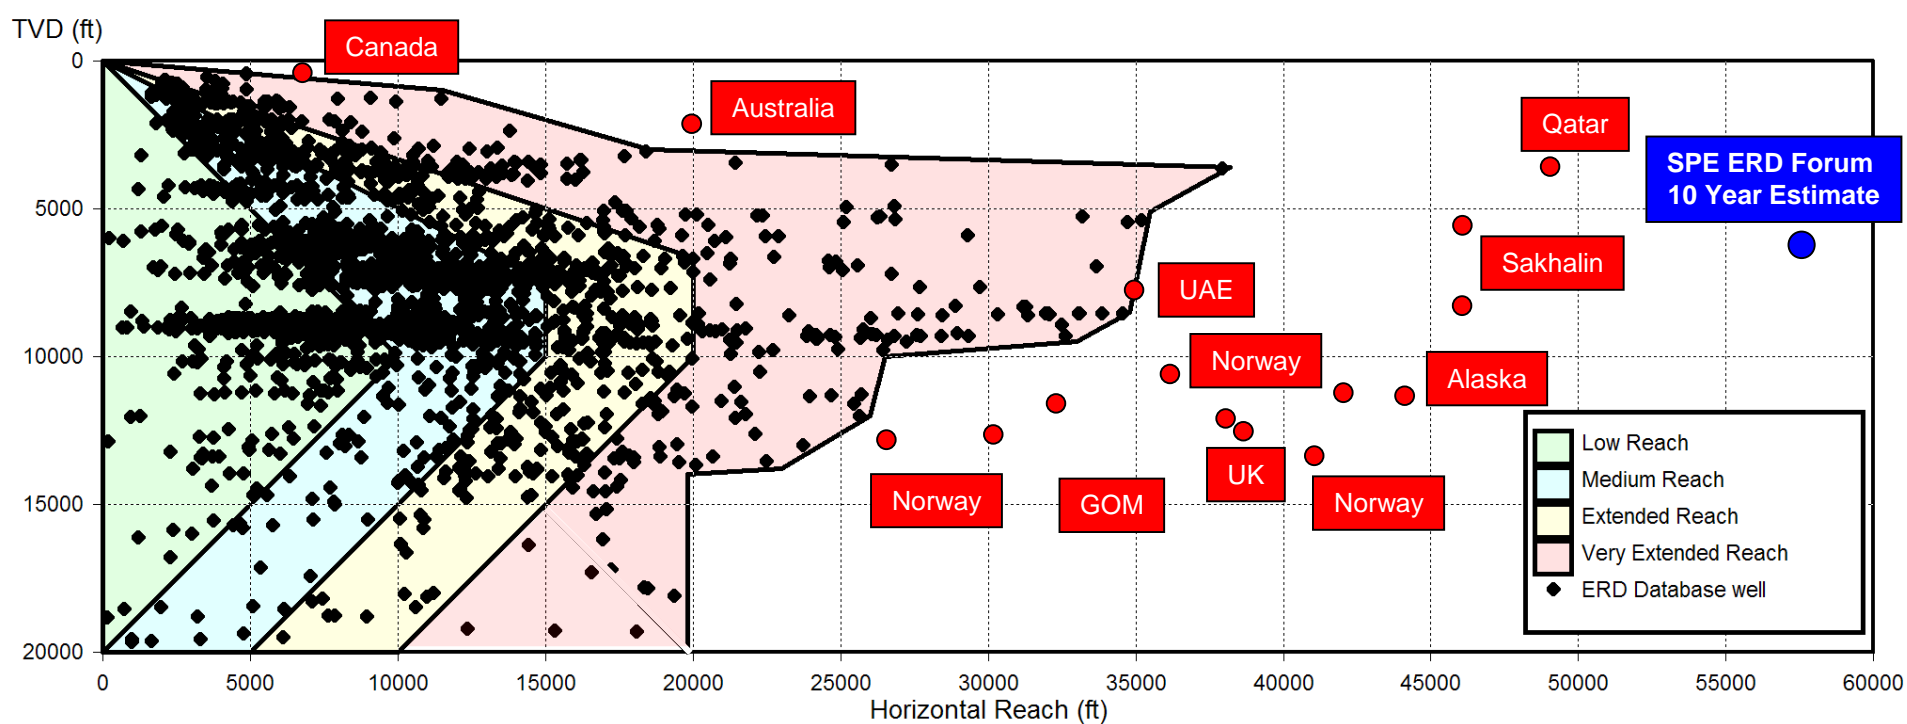 TVD (ft)
Canada
Australia
Qatar
SPE ERD Forum
10 Year Estimate
Sakhalin
UAE
Norway
Alaska
Norway
GOM
UK
Norway
Low Reach
Medium Reach
Extended Reach
Very Extended Reach
ERD Database well
0
5000
10000
15000
20000
0
5000
10000
15000
20000
25000
30000
35000
40000
45000
50000
55000
60000
Horizontal Reach (ft)